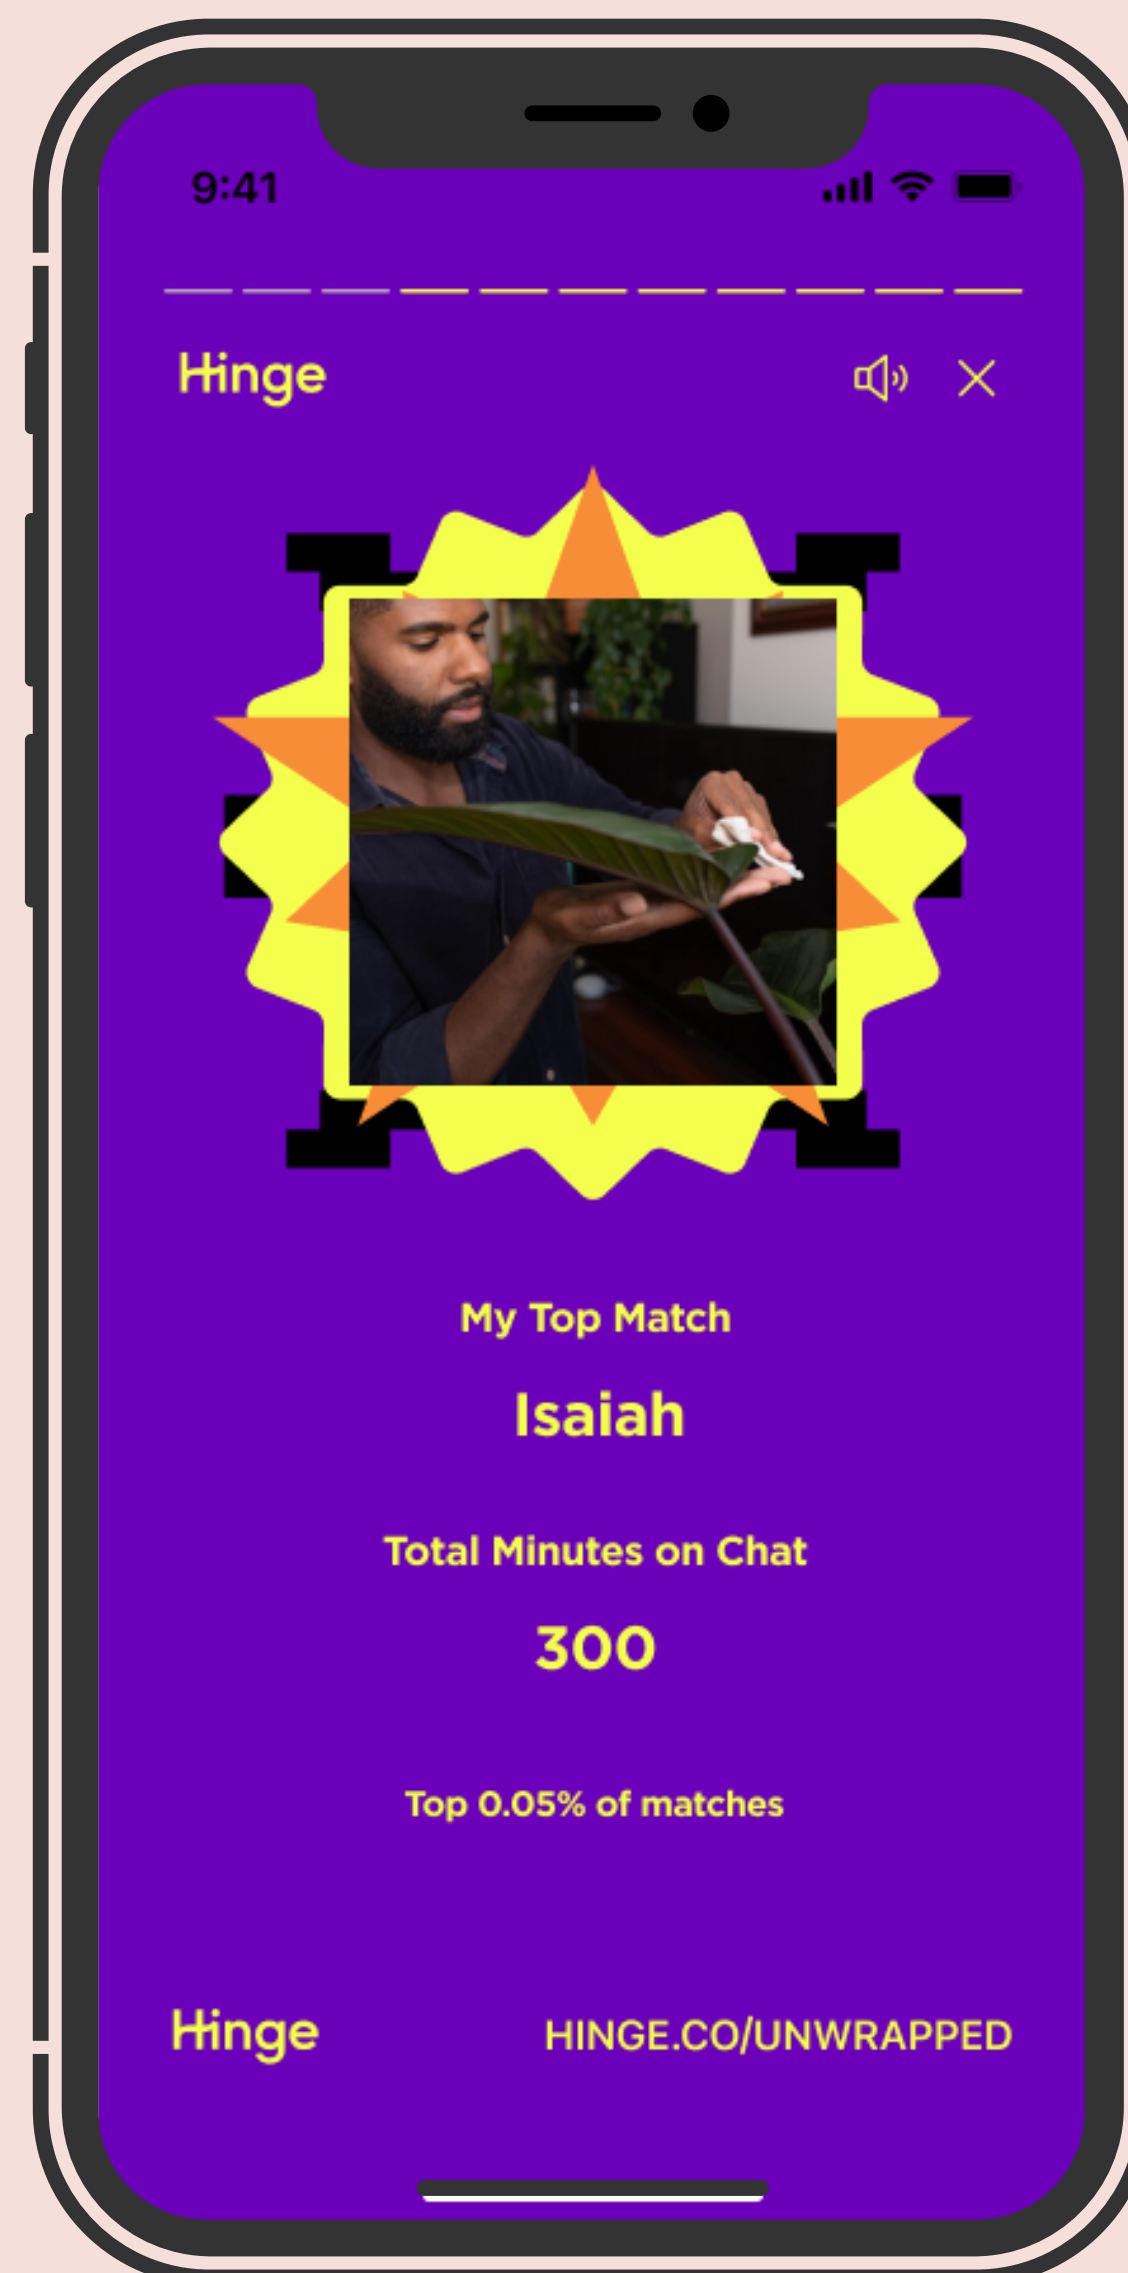 9:41
Hinge
My Top Match
Isaiah
Total Minutes on Chat
300
Top 0.05% of matches
Hinge
HINGE.CO/UNWRAPPED